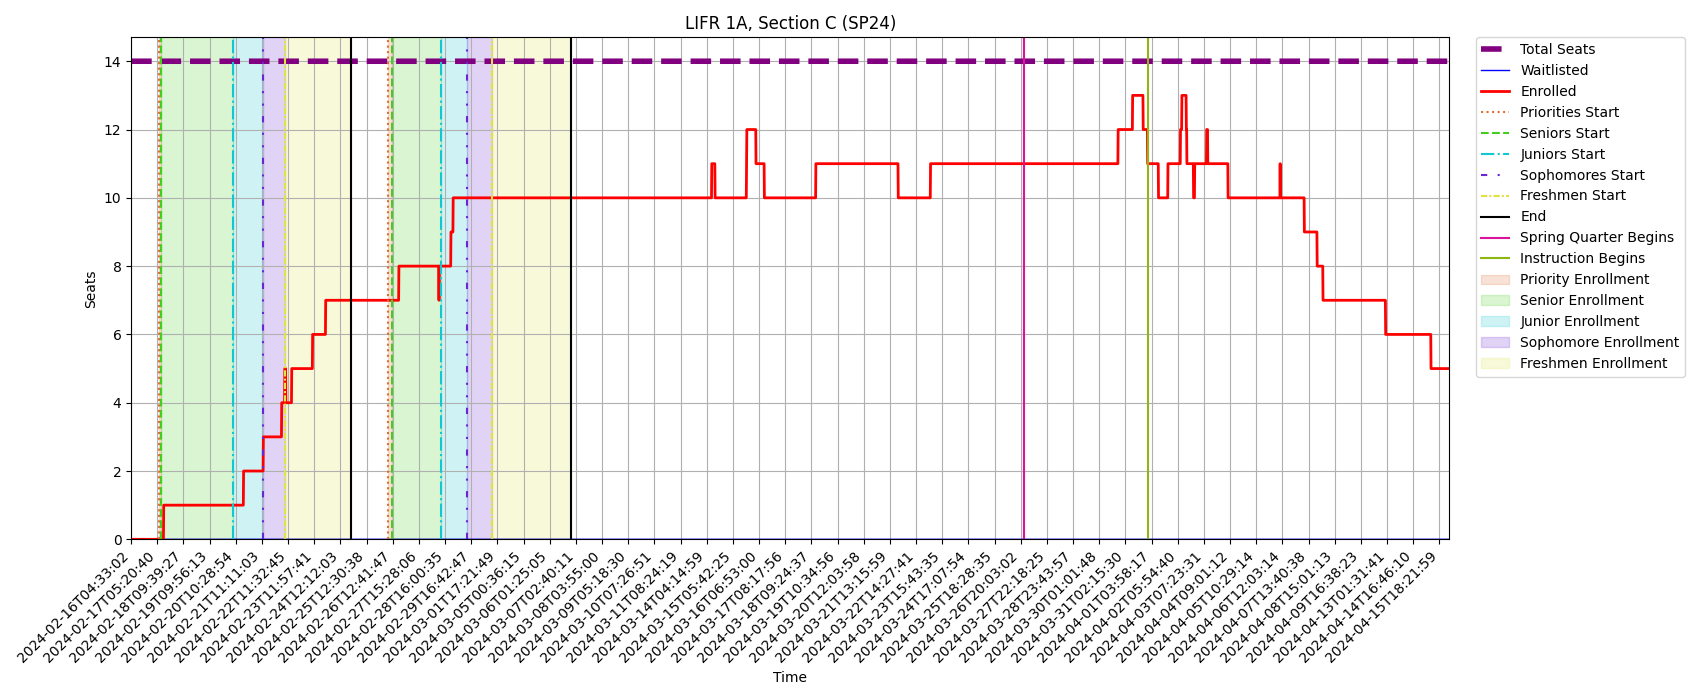 LIFR 1A, Section C (SP24)
Seats
14
12
10
8
6
4
2
0
2024-02-16T04:33:02
2024-02-17T05:20:40
2024-02-18T09:39:27
2024-02-19T09:56:13
2024-02-20T10:28:54
2024-02-21T11:11:03
2024-02-22T11:32:45
2024-02-23T11:57:41
2024-02-24T12:12:03
2024-02-25T12:30:38
2024-02-26T12:41:47
2024-02-27T15:28:06
2024-02-28T16:00:35
2024-02-29T16:42:47
2024-03-01T17:21:49
2024-03-05T00:36:15
2024-03-06T01:25:05
2024-03-07T02:40:11
2024-03-08T03:55:00
2024-03-09T05:18:30
2024-03-10T07:26:51
2024-03-11T08:24:19
2024-03-14T04:14:59
2024-03-15T05:42:25
2024-03-16T06:53:00
2024-03-17T08:17:56
2024-03-18T09:24:37
2024-03-19T10:34:56
2024-03-20T12:03:58
2024-03-21T13:15:59
2024-03-22T14:27:41
2024-03-23T15:43:35
2024-03-24T17:07:54
2024-03-25T18:28:35
2024-03-26T20:03:02
2024-03-27T22:18:25
2024-03-28T23:43:57
2024-03-30T01:01:48
2024-03-31T02:15:30
2024-04-01T03:58:17
2024-04-02T05:54:40
2024-04-03T07:23:31
2024-04-04T09:01:12
2024-04-05T10:29:14
2024-04-06T12:03:14
2024-04-07T13:40:38
2024-04-08T15:01:13
2024-04-09T16:38:23
2024-04-13T01:31:41
2024-04-14T16:46:10
2024-04-15T18:21:59
Time
Total Seats
Waitlisted
Enrolled
Priorities Start
Seniors Start
Juniors Start
Sophomores Start
Freshmen Start
End
Spring Quarter Begins
Instruction Begins
Priority Enrollment
Senior Enrollment
Junior Enrollment
Sophomore Enrollment
Freshmen Enrollment